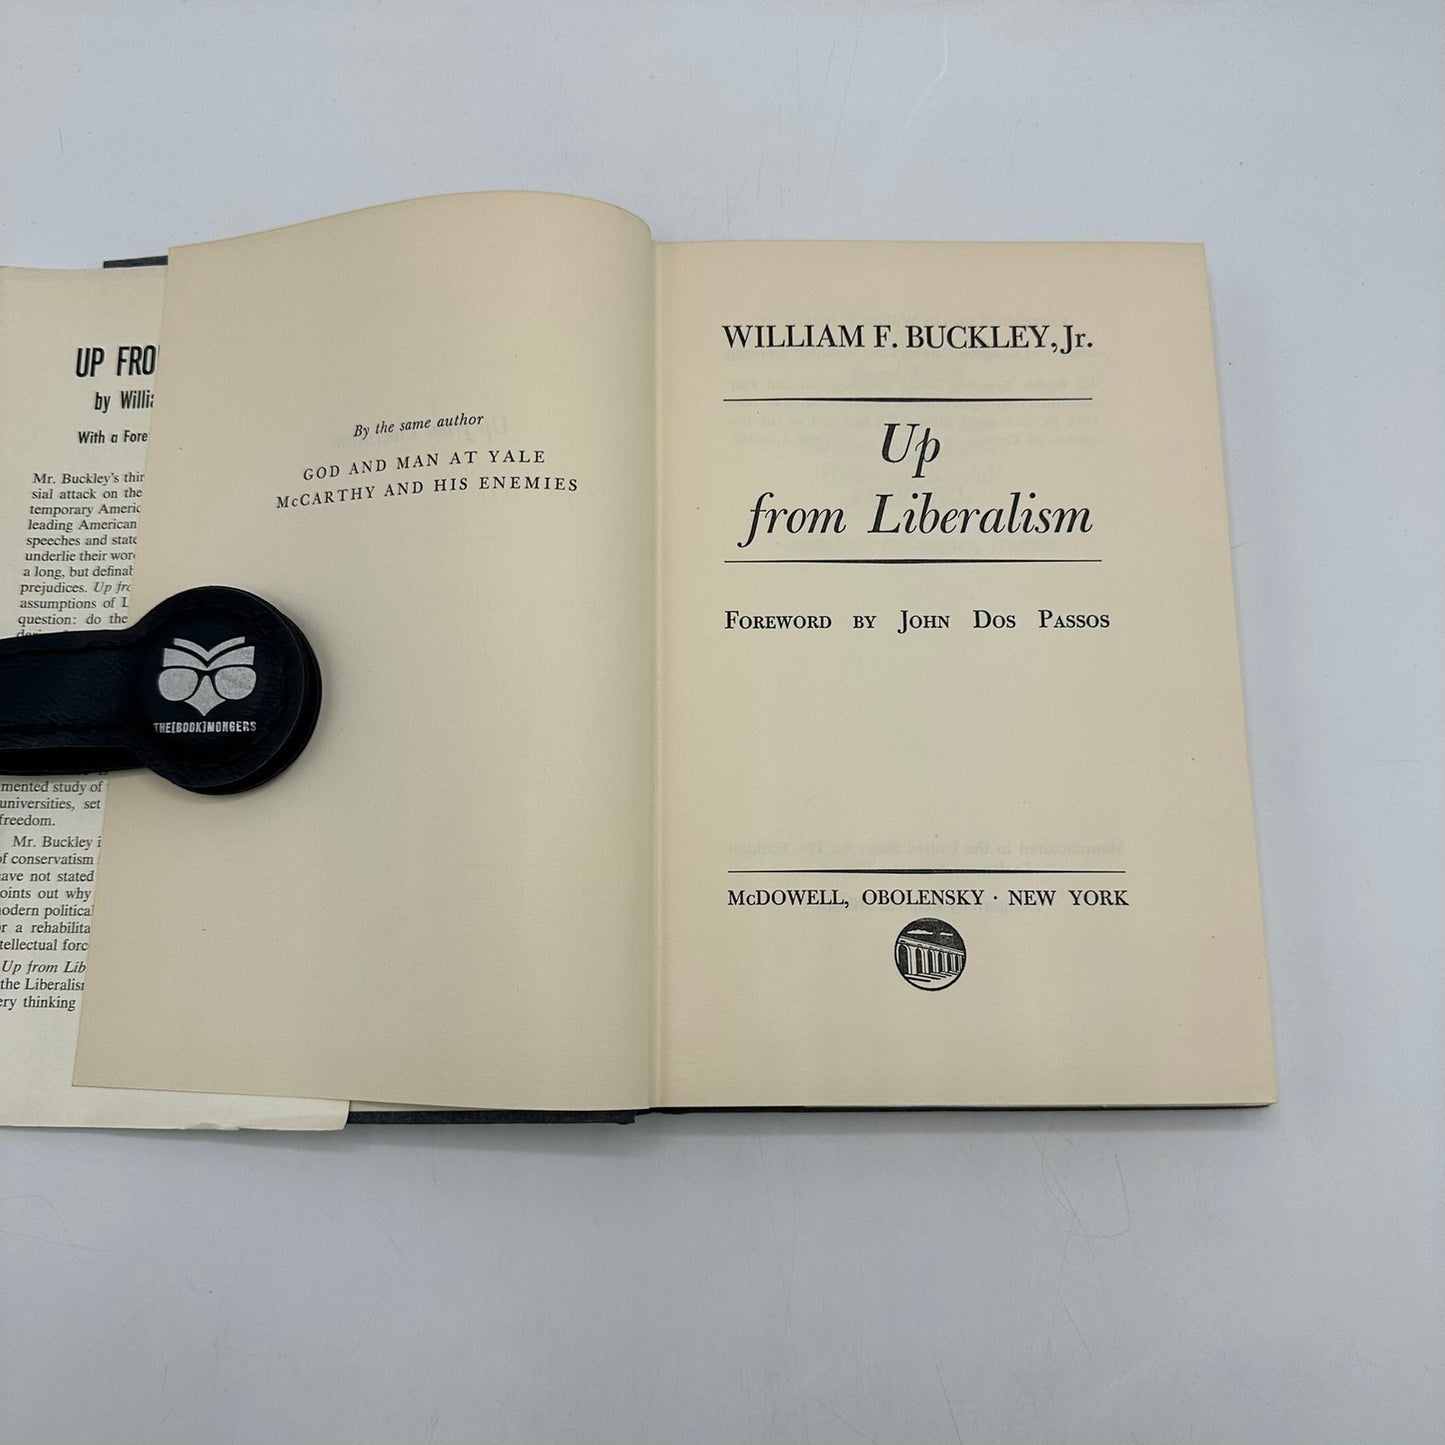 UP FRO
by Willia
With a Fore
Mr. Buckley's thin
sial attack on the
temporary Americ
leading American
speeches and state
underlie their wor
a long, but definab
prejudices. Up fro
assumptions of L
question: do the
mented study of
universities, set
freedom.
Mr. Buckley i
of conservatism
ave not stated
oints out why
odern political
r a rehabilita
tellectual forc
Up from Lib
the Liberalis
ery thinking
THE[BOOK]MONGERS
By the same author
GOD AND MAN AT YALE
McCARTHY AND HIS ENEMIES
WILLIAM F. BUCKLEY, Jr.
Up
from Liberalism
FOREWORD BY JOHN DOS PASSOS
McDOWELL, OBOLENSKY · NEW YORK